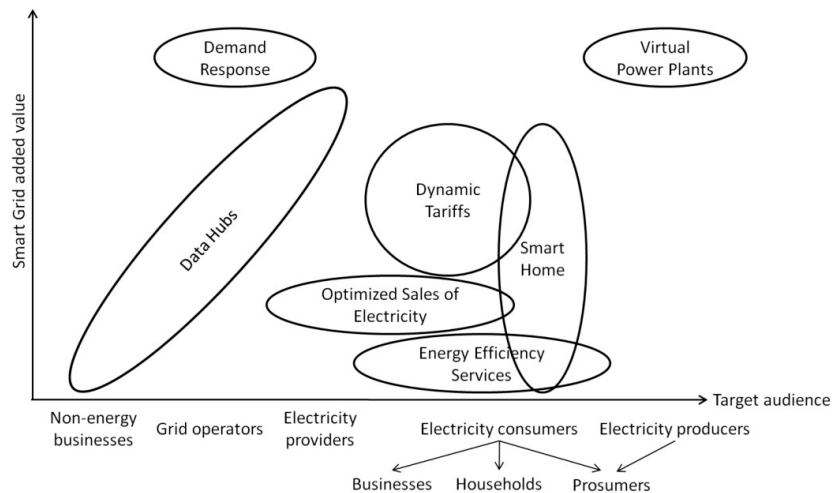 Smart Grid added value
Demand
Response
Virtual
Power Plants
Data Hubs
Dynamic
Tariffs
Smart
Home
Optimized Sales of
Electricity
Energy Efficiency
Services
Target audience
Non-energy
businesses
Grid operators
Electricity
providers
Electricity consumers
Electricity producers
Businesses
Households
Prosumers